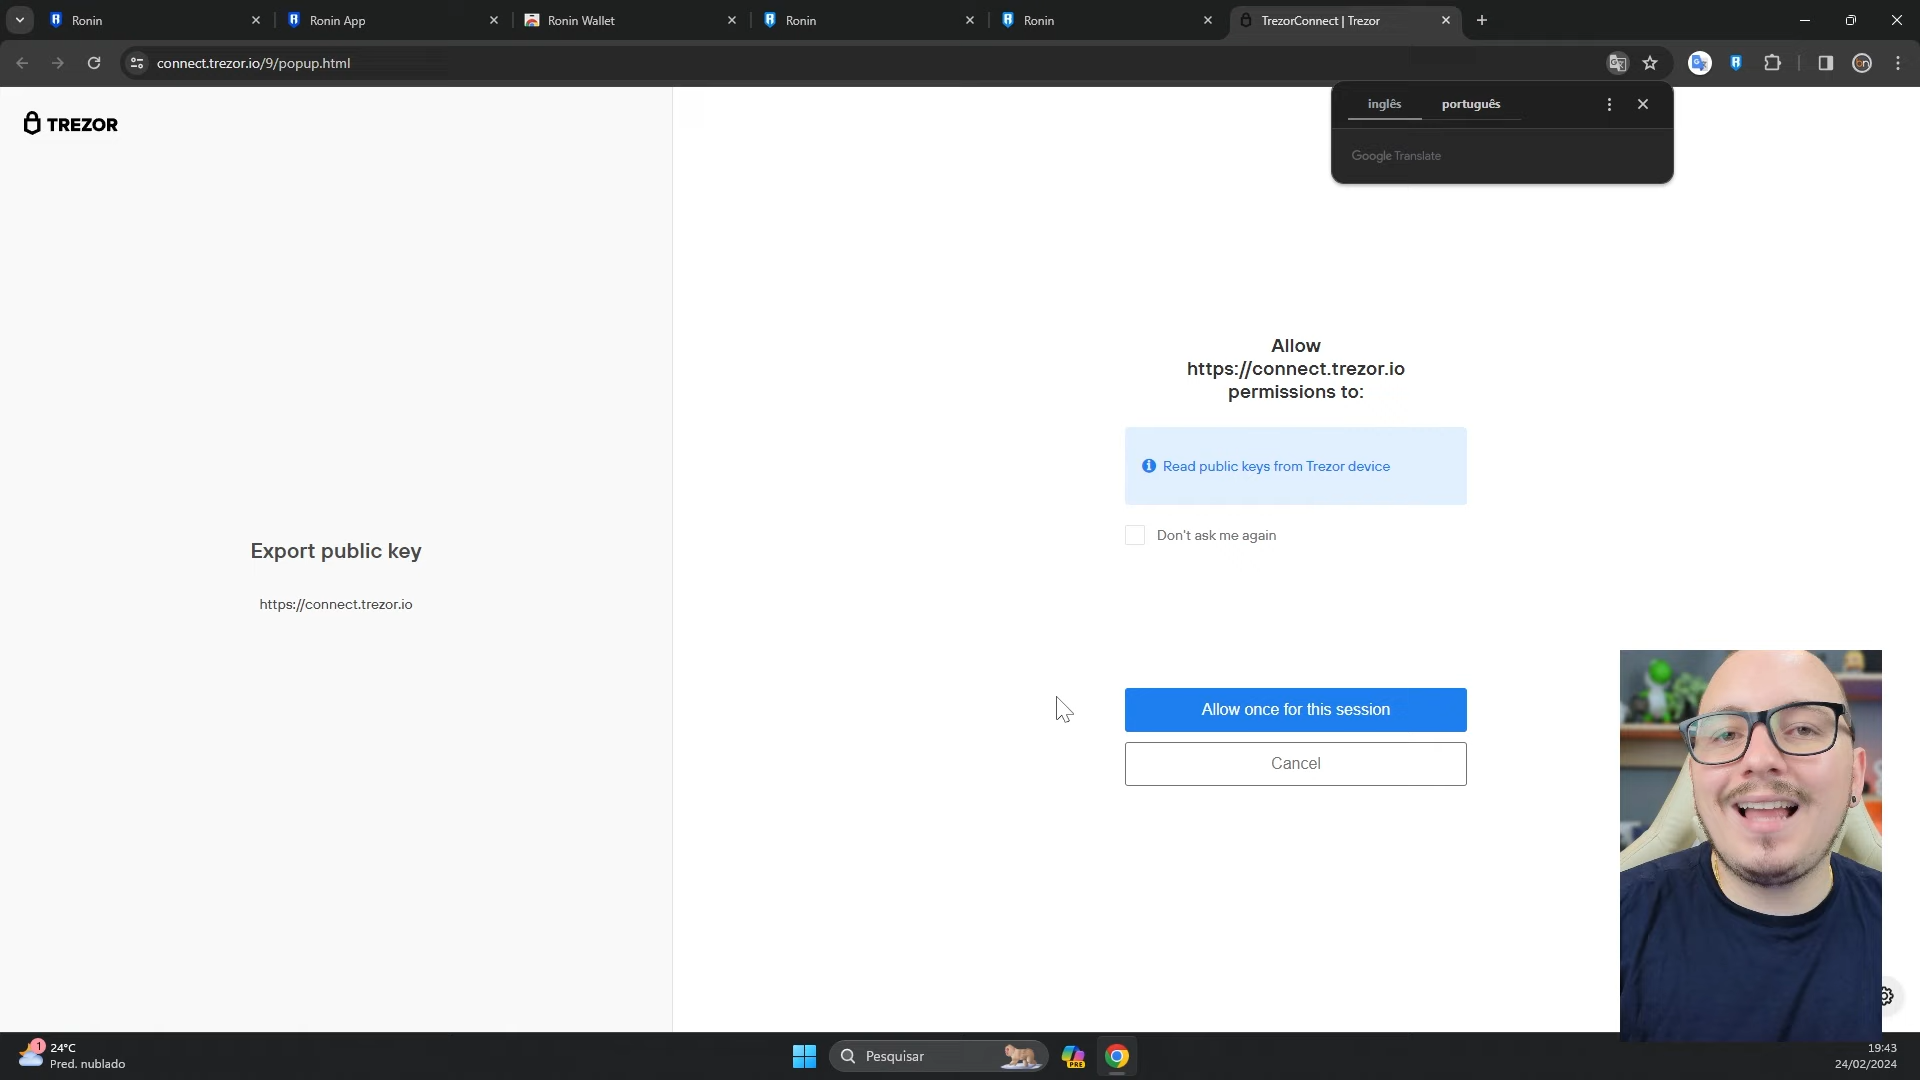 Ronin
Ronin App
Ronin Wallet
Ronin
Ronin
TrezorConnect | Trezor
connect.trezor.io/9/popup.html
inglês
português
Google Translate
TREZOR
Export public key
https://connect.trezor.io
Allow
https://connect.trezor.io
permissions to:
Read public keys from Trezor device
Don't ask me again
Allow once for this session
Cancel
1
24°C
Pred. nublado
Pesquisar
PRE
19:43
24/02/2024